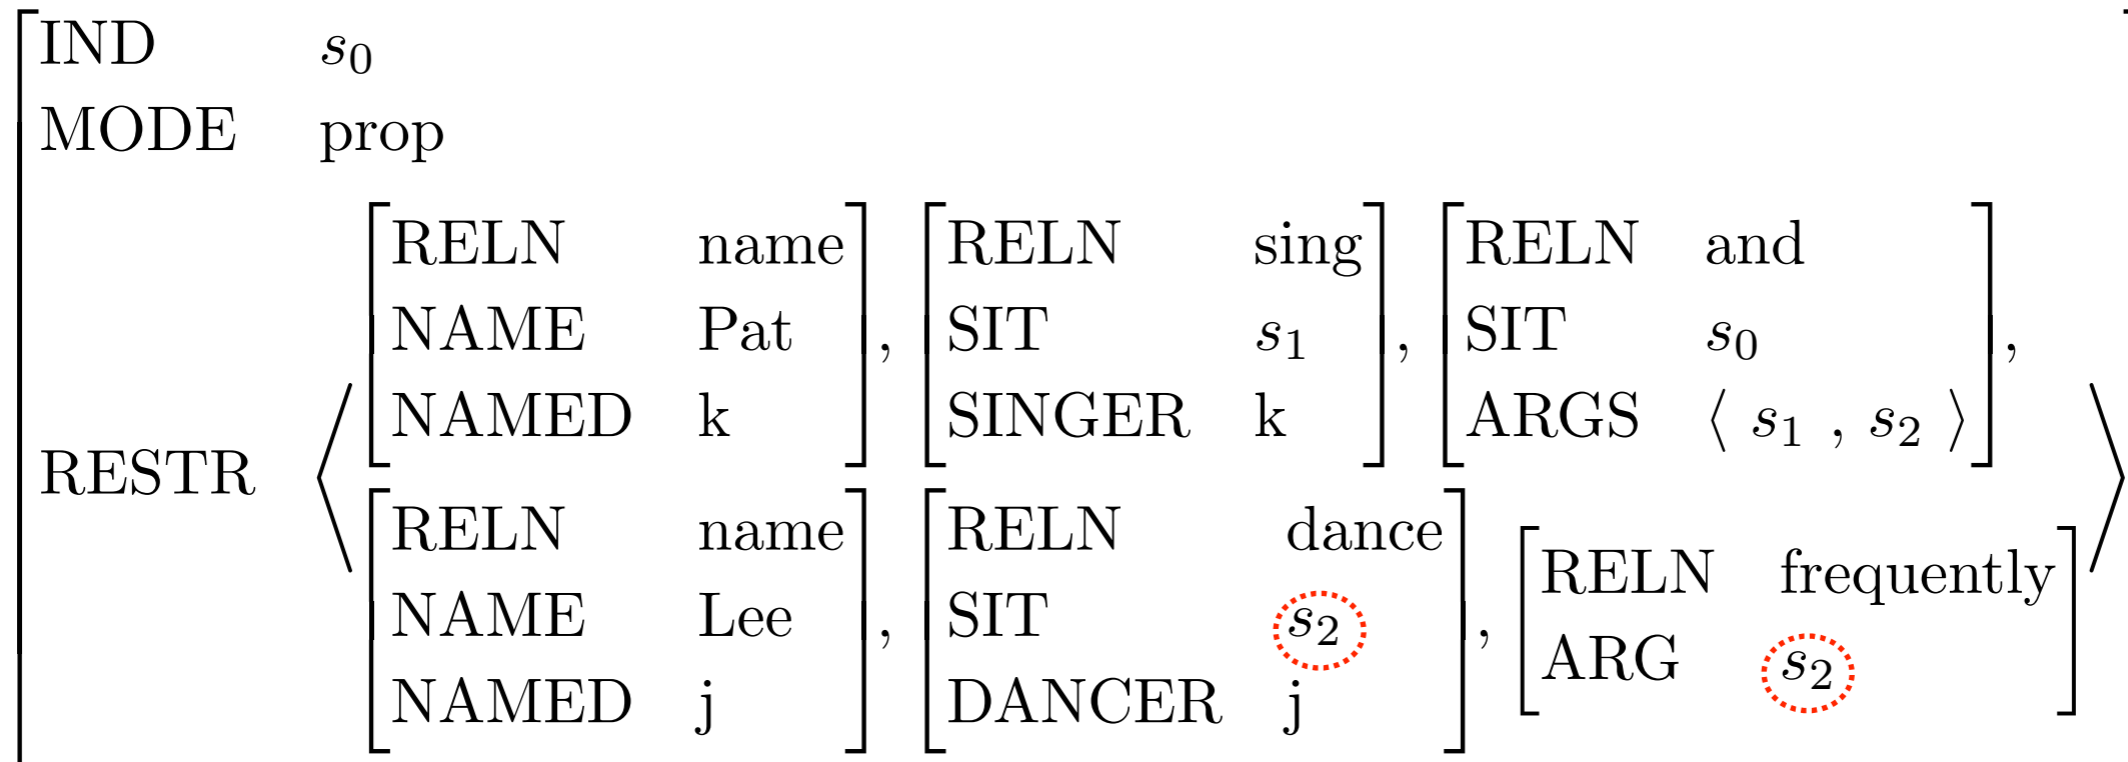 IND s₀
MODE prop
RELN name RELN sing RELN and
NAME Pat , SIT s₁ , SIT s₀ ,
NAMED k SINGER k ARGS ⟨ s₁ , s₂ ⟩
RESTR
RELN name RELN dance RELN frequently
NAME Lee , SIT s₂ , ARG s₂
NAMED j DANCER j